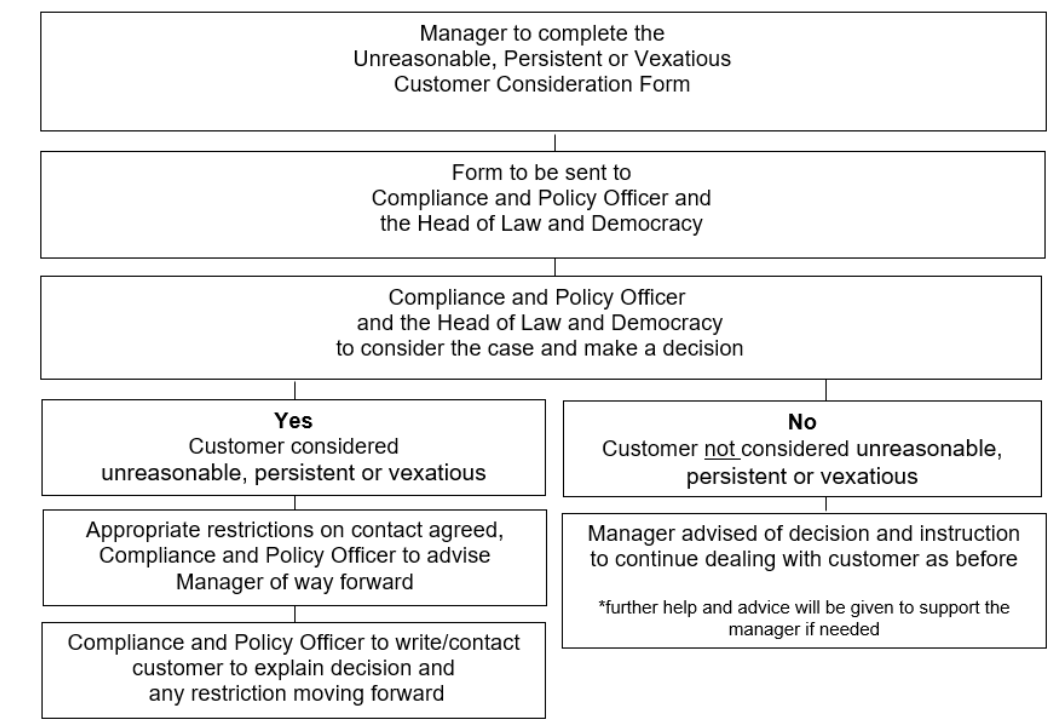 Manager to complete the
Unreasonable, Persistent or Vexatious
Customer Consideration Form
Form to be sent to
Compliance and Policy Officer and
the Head of Law and Democracy
Compliance and Policy Officer
and the Head of Law and Democracy
to consider the case and make a decision
Yes
Customer considered
unreasonable, persistent or vexatious
No
Customer not considered unreasonable,
persistent or vexatious
Appropriate restrictions on contact agreed,
Compliance and Policy Officer to advise
Manager of way forward
Manager advised of decision and instruction
to continue dealing with customer as before
*further help and advice will be given to support the
manager if needed
Compliance and Policy Officer to write/contact
customer to explain decision and
any restriction moving forward